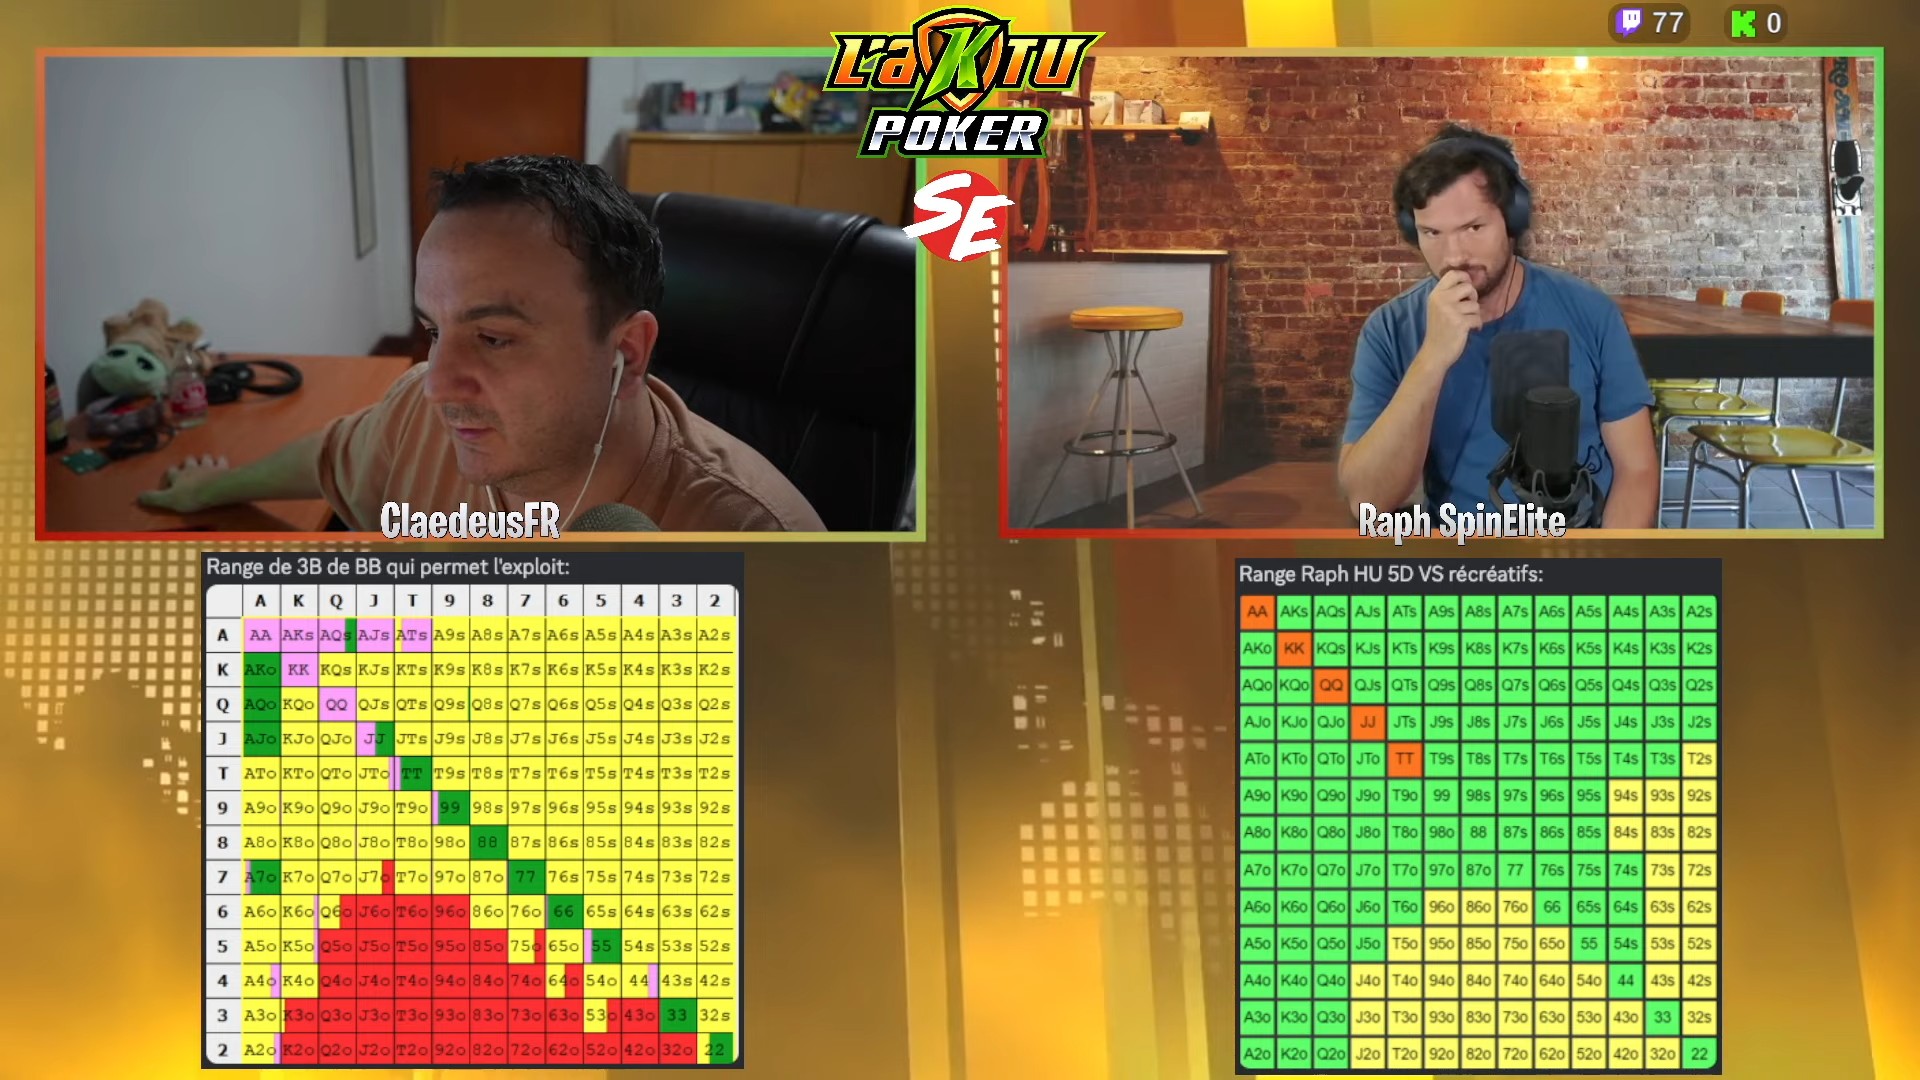 77
0
L'aKTU
POKER
SE
ClaedeusFR
Raph SpinElite
Range de 3B de BB qui permet l'exploit:
A K Q J T 9 8 7 6 5 4 3 2
A AA AKs AQs AJs ATs A9s A8s A7s A6s A5s A4s A3s A2s
K AKo KK KQs KJs KTs K9s K8s K7s K6s K5s K4s K3s K2s
Q AQo KQo QQ QJs QTs Q9s Q8s Q7s Q6s Q5s Q4s Q3s Q2s
J AJo KJo QJo JJ JTs J9s J8s J7s J6s J5s J4s J3s J2s
T ATo KTo QTo JTo TT T9s T8s T7s T6s T5s T4s T3s T2s
9 A9o K9o Q9o J9o T9o 99 98s 97s 96s 95s 94s 93s 92s
8 A8o K8o Q8o J8o T8o 98o 88 87s 86s 85s 84s 83s 82s
7 A7o K7o Q7o J7o T7o 97o 87o 77 76s 75s 74s 73s 72s
6 A6o K6o Q6o J6o T6o 96o 86o 76o 66 65s 64s 63s 62s
5 A5o K5o Q5o J5o T5o 95o 85o 75o 65o 55 54s 53s 52s
4 A4o K4o Q4o J4o T4o 94o 84o 74o 64o 54o 44 43s 42s
3 A3o K3o Q3o J3o T3o 93o 83o 73o 63o 53o 43o 33 32s
2 A2o K2o Q2o J2o T2o 92o 82o 72o 62o 52o 42o 32o 22
Range Raph HU 5D VS récréatifs:
AA AKs AQs AJs ATs A9s A8s A7s A6s A5s A4s A3s A2s
AKo KK KQs KJs KTs K9s K8s K7s K6s K5s K4s K3s K2s
AQo KQo QQ QJs QTs Q9s Q8s Q7s Q6s Q5s Q4s Q3s Q2s
AJo KJo QJo JJ JTs J9s J8s J7s J6s J5s J4s J3s J2s
ATo KTo QTo JTo TT T9s T8s T7s T6s T5s T4s T3s T2s
A9o K9o Q9o J9o T9o 99 98s 97s 96s 95s 94s 93s 92s
A8o K8o Q8o J8o T8o 98o 88 87s 86s 85s 84s 83s 82s
A7o K7o Q7o J7o T7o 97o 87o 77 76s 75s 74s 73s 72s
A6o K6o Q6o J6o T6o 96o 86o 76o 66 65s 64s 63s 62s
A5o K5o Q5o J5o T5o 95o 85o 75o 65o 55 54s 53s 52s
A4o K4o Q4o J4o T4o 94o 84o 74o 64o 54o 44 43s 42s
A3o K3o Q3o J3o T3o 93o 83o 73o 63o 53o 43o 33 32s
A2o K2o Q2o J2o T2o 92o 82o 72o 62o 52o 42o 32o 22